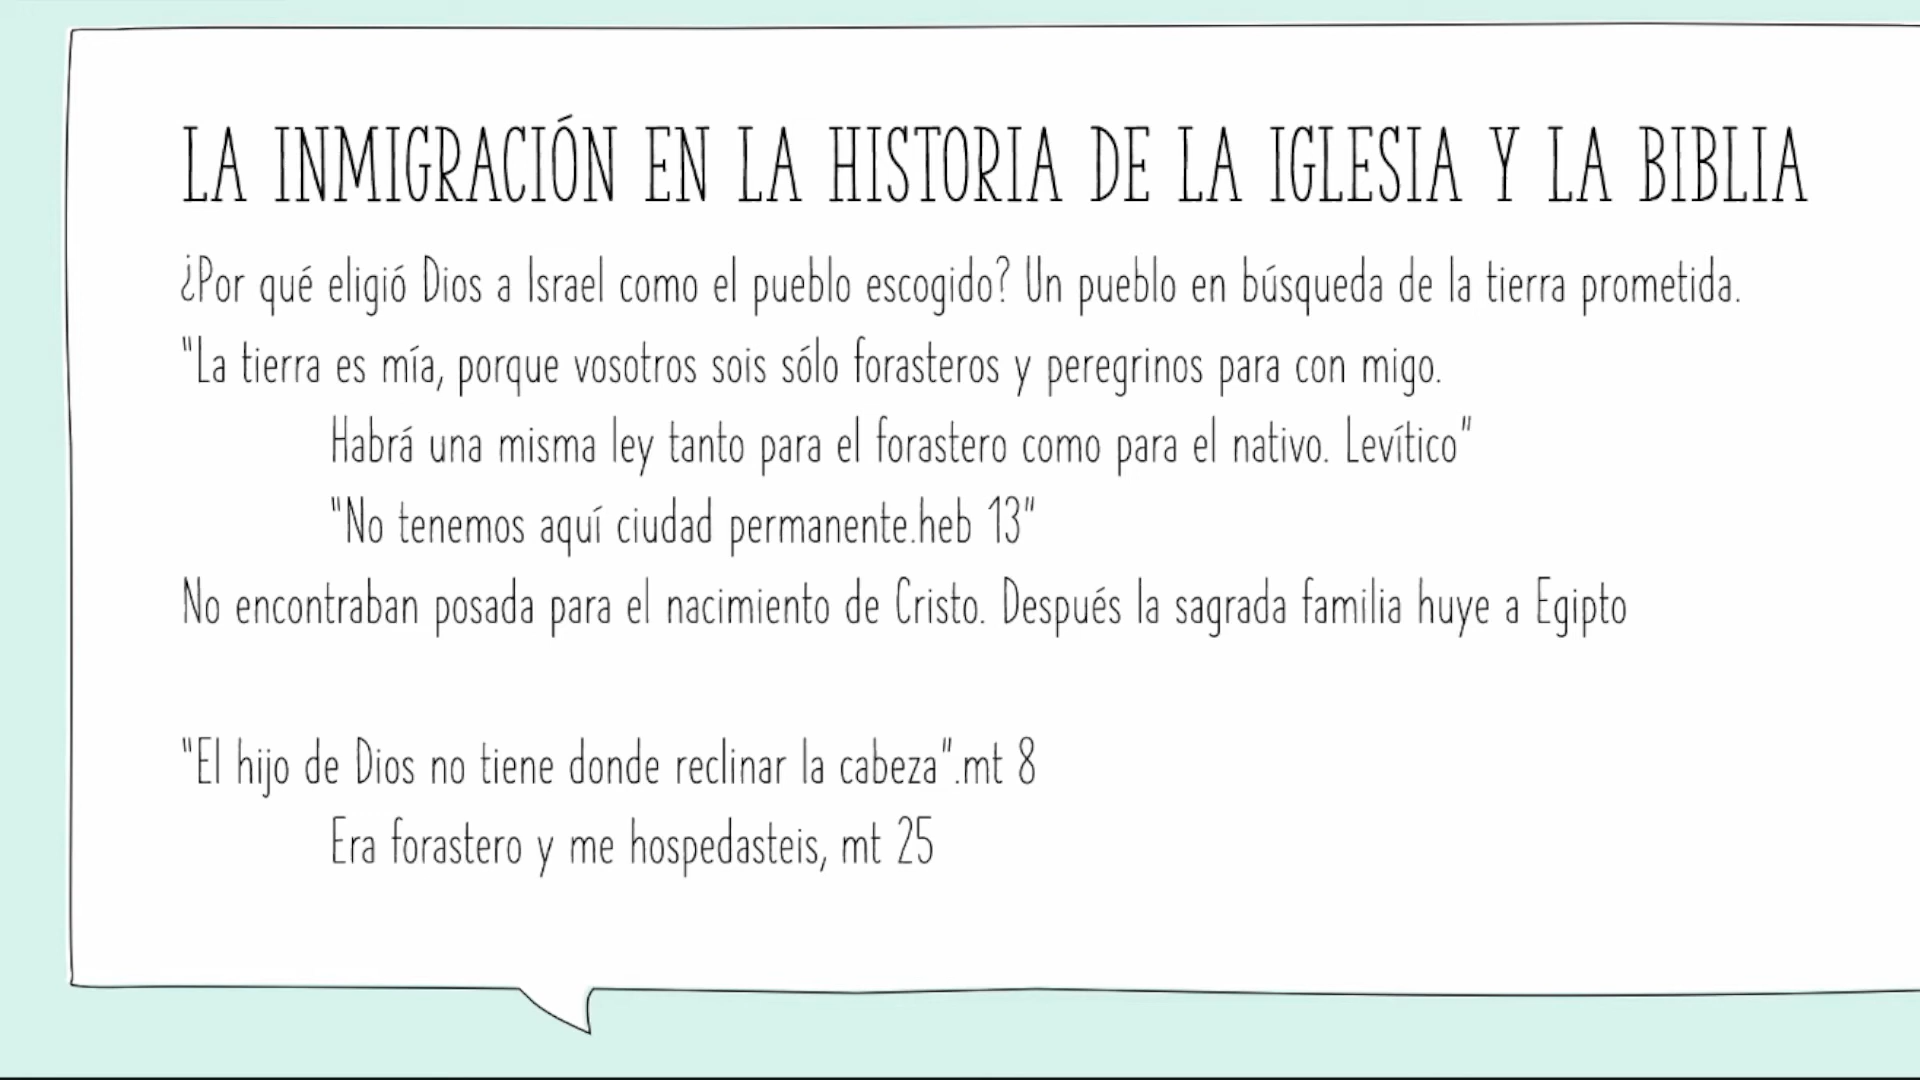 LA INMIGRACIÓN EN LA HISTORIA DE LA IGLESIA Y LA BIBLIA
¿Por qué eligió Dios a Israel como el pueblo escogido? Un pueblo en búsqueda de la tierra prometida.
"La tierra es mía, porque vosotros sois sólo forasteros y peregrinos para con migo.
Habrá una misma ley tanto para el forastero como para el nativo. Levítico"
"No tenemos aquí ciudad permanente.heb 13"
No encontraban posada para el nacimiento de Cristo. Después la sagrada familia huye a Egipto
"El hijo de Dios no tiene donde reclinar la cabeza".mt 8
Era forastero y me hospedasteis, mt 25